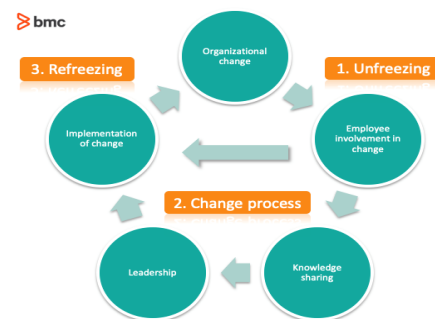 bmc
Organizational
change
3. Refreezing
1. Unfreezing
Implementation
of change
Employee
involvement in
change
2. Change process
Leadership
Knowledge
sharing